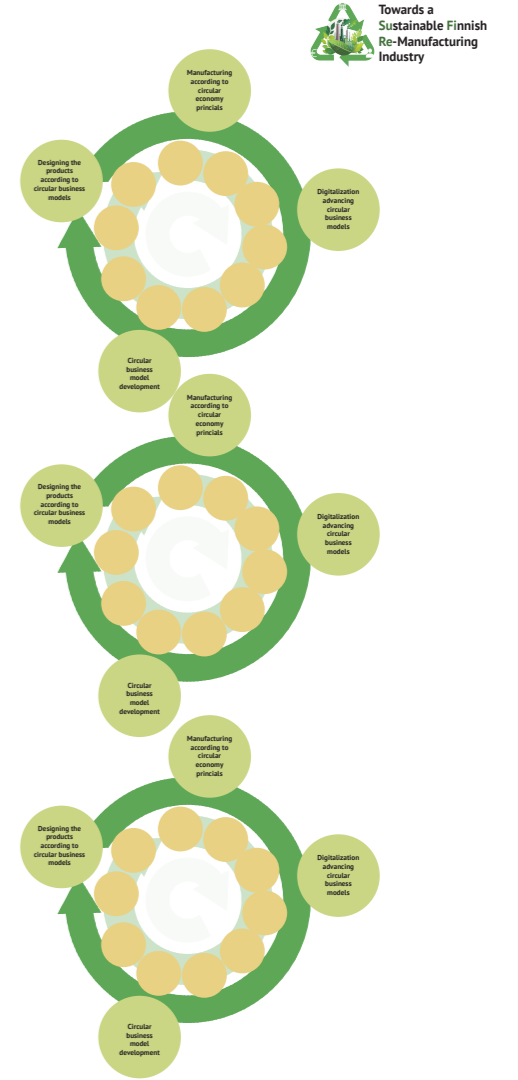 Towards a
Sustainable Finnish
Re-Manufacturing
Industry
Manufacturing
according to
circular
economy
princials
Designing the
products
according to
circular business
models
Digitalization
advancing
circular
business
models
Circular
business
model
development
Manufacturing
according to
circular
economy
princials
Designing the
products
according to
circular business
models
Digitalization
advancing
circular
business
models
Circular
business
model
development
Manufacturing
according to
circular
economy
princials
Designing the
products
according to
circular business
models
Digitalization
advancing
circular
business
models
Circular
business
model
development